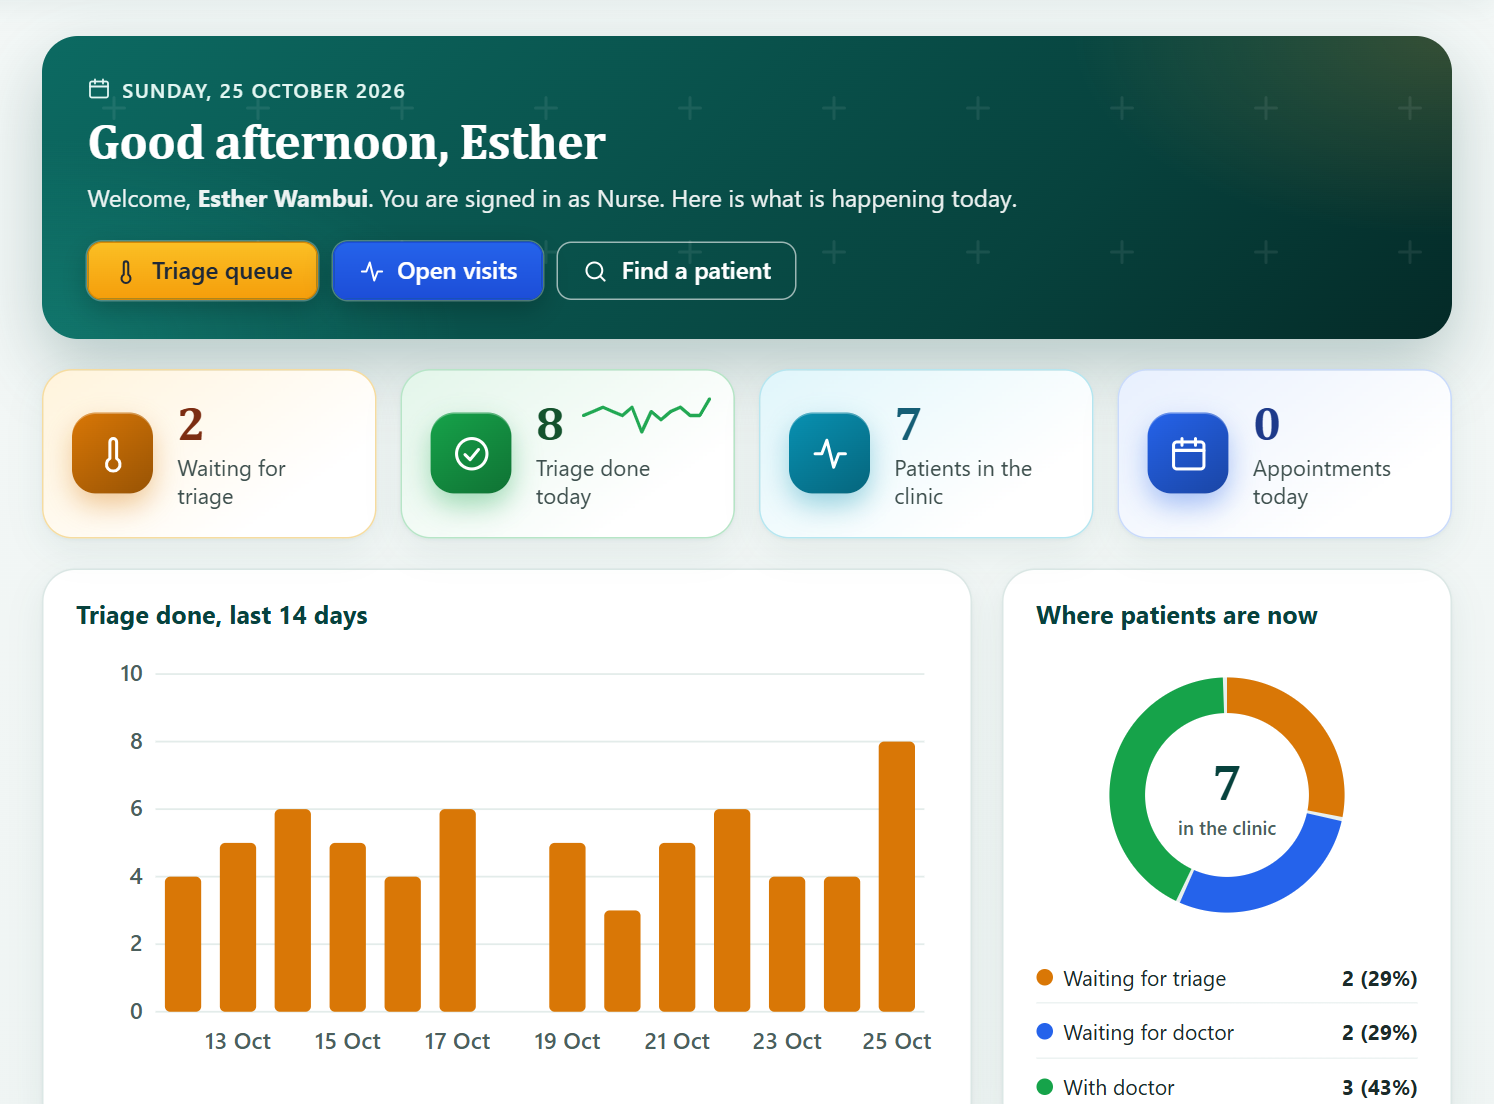 SUNDAY, 25 OCTOBER 2026
Good afternoon, Esther
Welcome, Esther Wambui. You are signed in as Nurse. Here is what is happening today.
Triage queue
Open visits
Find a patient
2
Waiting for
triage
8
Triage done
today
7
Patients in the
clinic
0
Appointments
today
Triage done, last 14 days
10
8
6
4
2
0
13 Oct
15 Oct
17 Oct
19 Oct
21 Oct
23 Oct
25 Oct
Where patients are now
7
in the clinic
Waiting for triage 2 (29%)
Waiting for doctor 2 (29%)
With doctor 3 (43%)